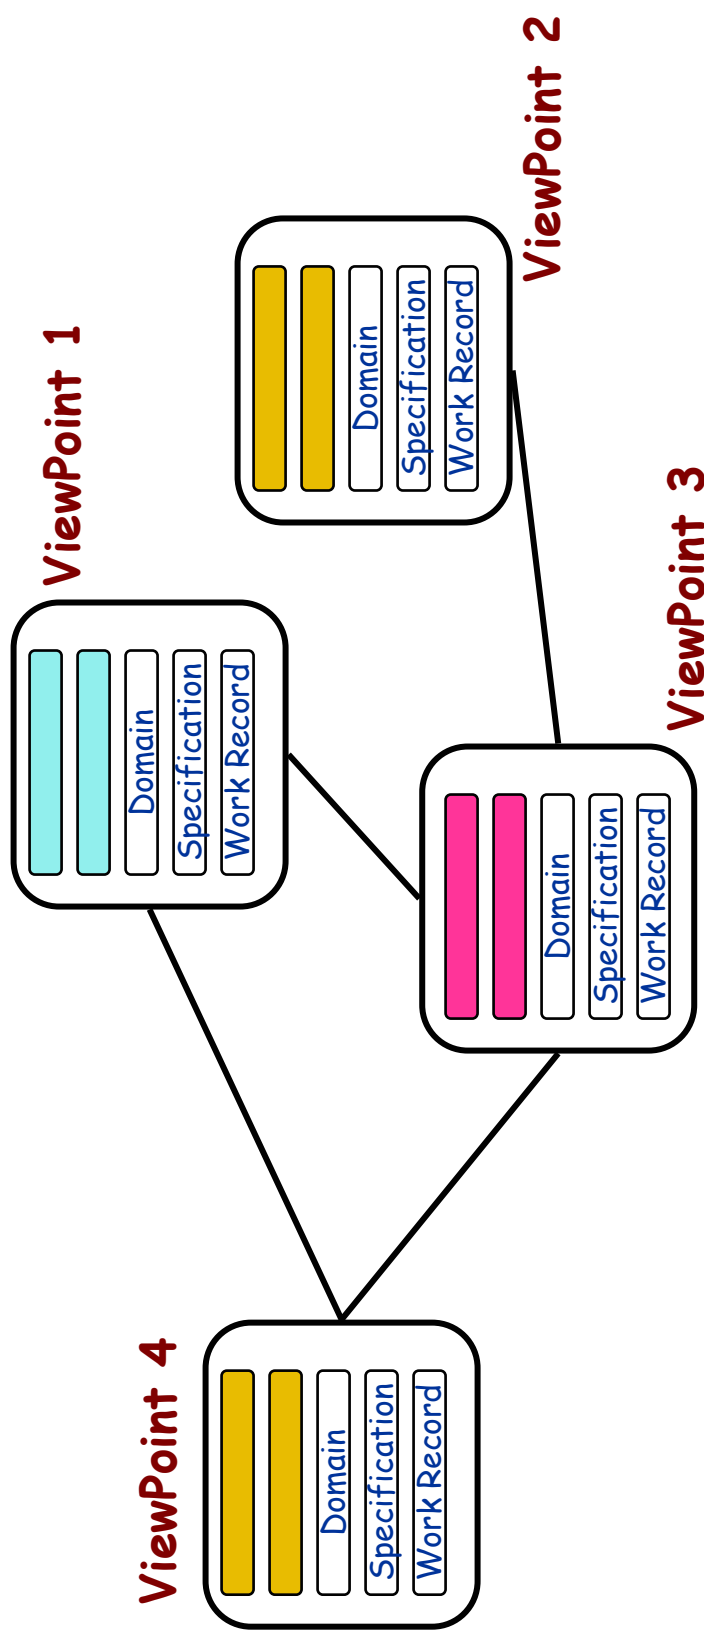 ViewPoint 1
Domain
Specification
Work Record
ViewPoint 2
Domain
Specification
Work Record
ViewPoint 3
Domain
Specification
Work Record
ViewPoint 4
Domain
Specification
Work Record